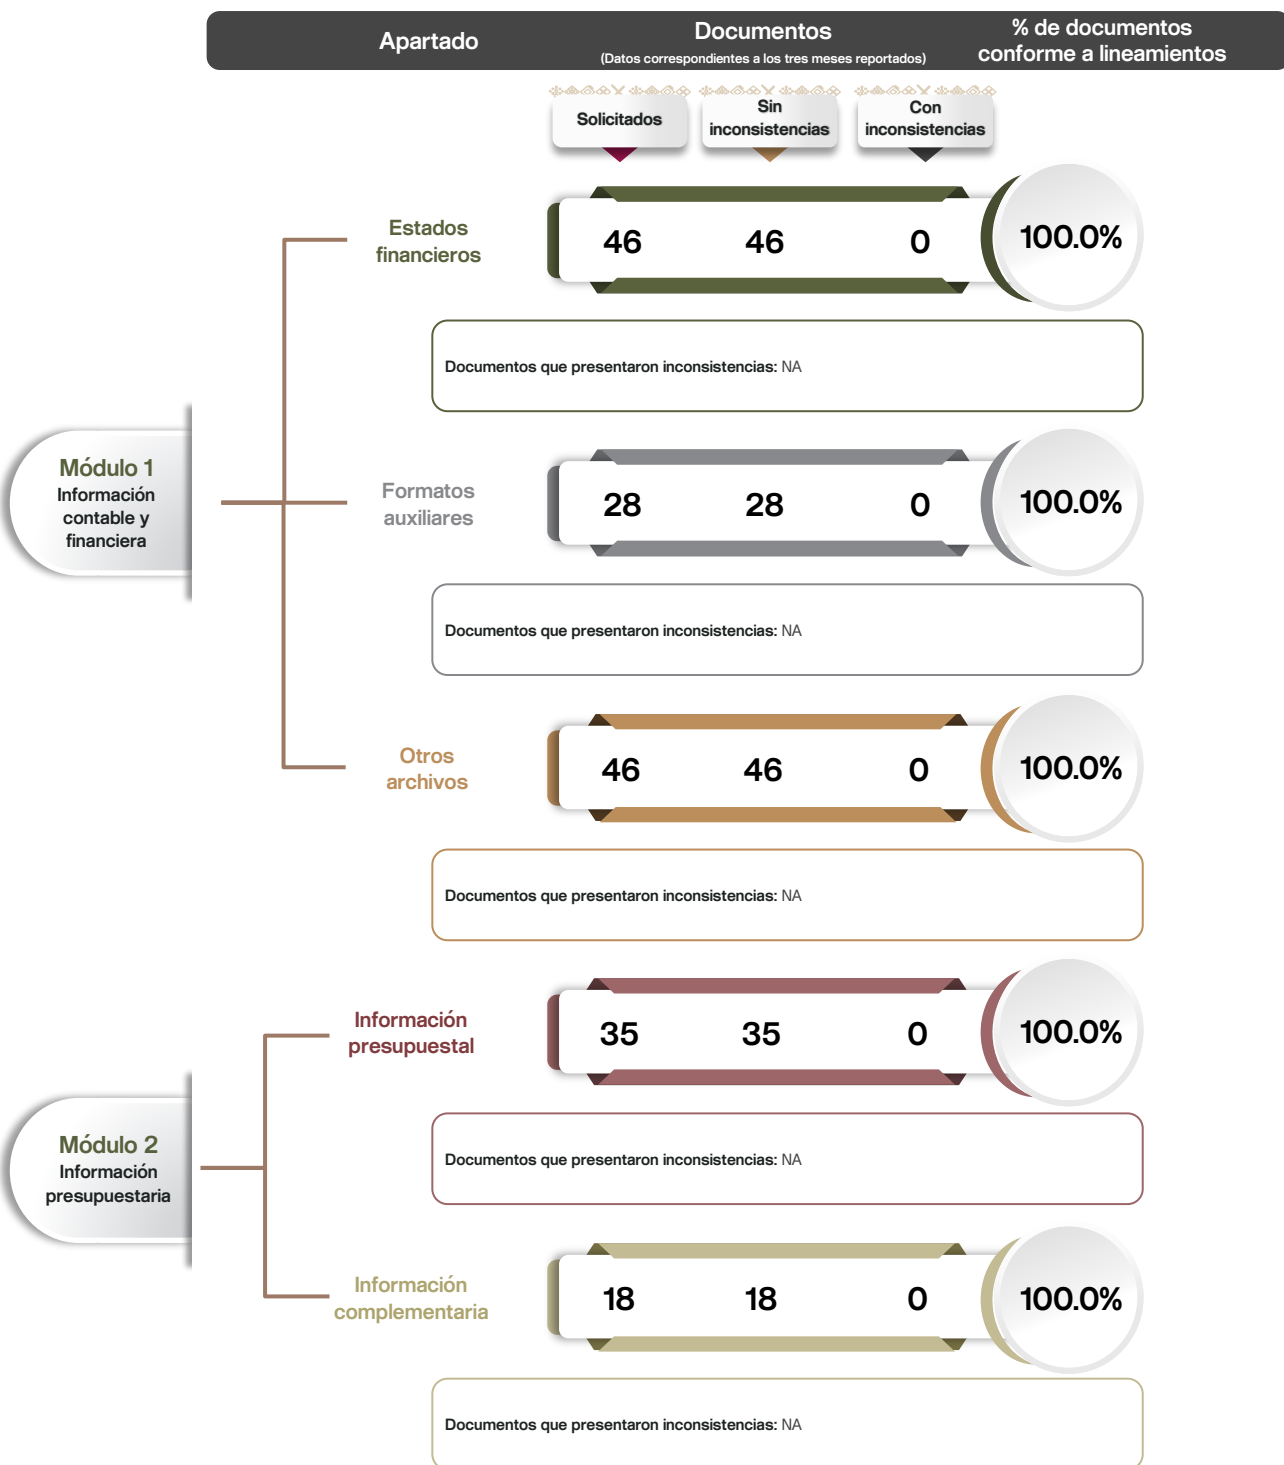 Apartado
Documentos
(Datos correspondientes a los tres meses reportados)
% de documentos
conforme a lineamientos
Solicitados
Sin
inconsistencias
Con
inconsistencias
Módulo 1
Información
contable y
financiera
Estados
financieros
46 46 0 100.0%
Documentos que presentaron inconsistencias: NA
Formatos
auxiliares
28 28 0 100.0%
Documentos que presentaron inconsistencias: NA
Otros
archivos
46 46 0 100.0%
Documentos que presentaron inconsistencias: NA
Módulo 2
Información
presupuestaria
Información
presupuestal
35 35 0 100.0%
Documentos que presentaron inconsistencias: NA
Información
complementaria
18 18 0 100.0%
Documentos que presentaron inconsistencias: NA